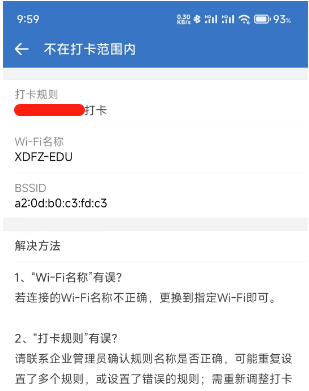 9:59
0.30
KB/s
93%
不在打卡范围内
打卡规则
打卡
Wi-Fi名称
XDFZ-EDU
BSSID
a2:0d:b0:c3:fd:c3
解决方法
1、“Wi-Fi名称”有误?
若连接的Wi-Fi名称不正确，更换到指定Wi-Fi即可。
2、“打卡规则”有误?
请联系企业管理员确认规则名称是否正确，可能重复设
置了多个规则，或设置了错误的规则；需重新调整打卡